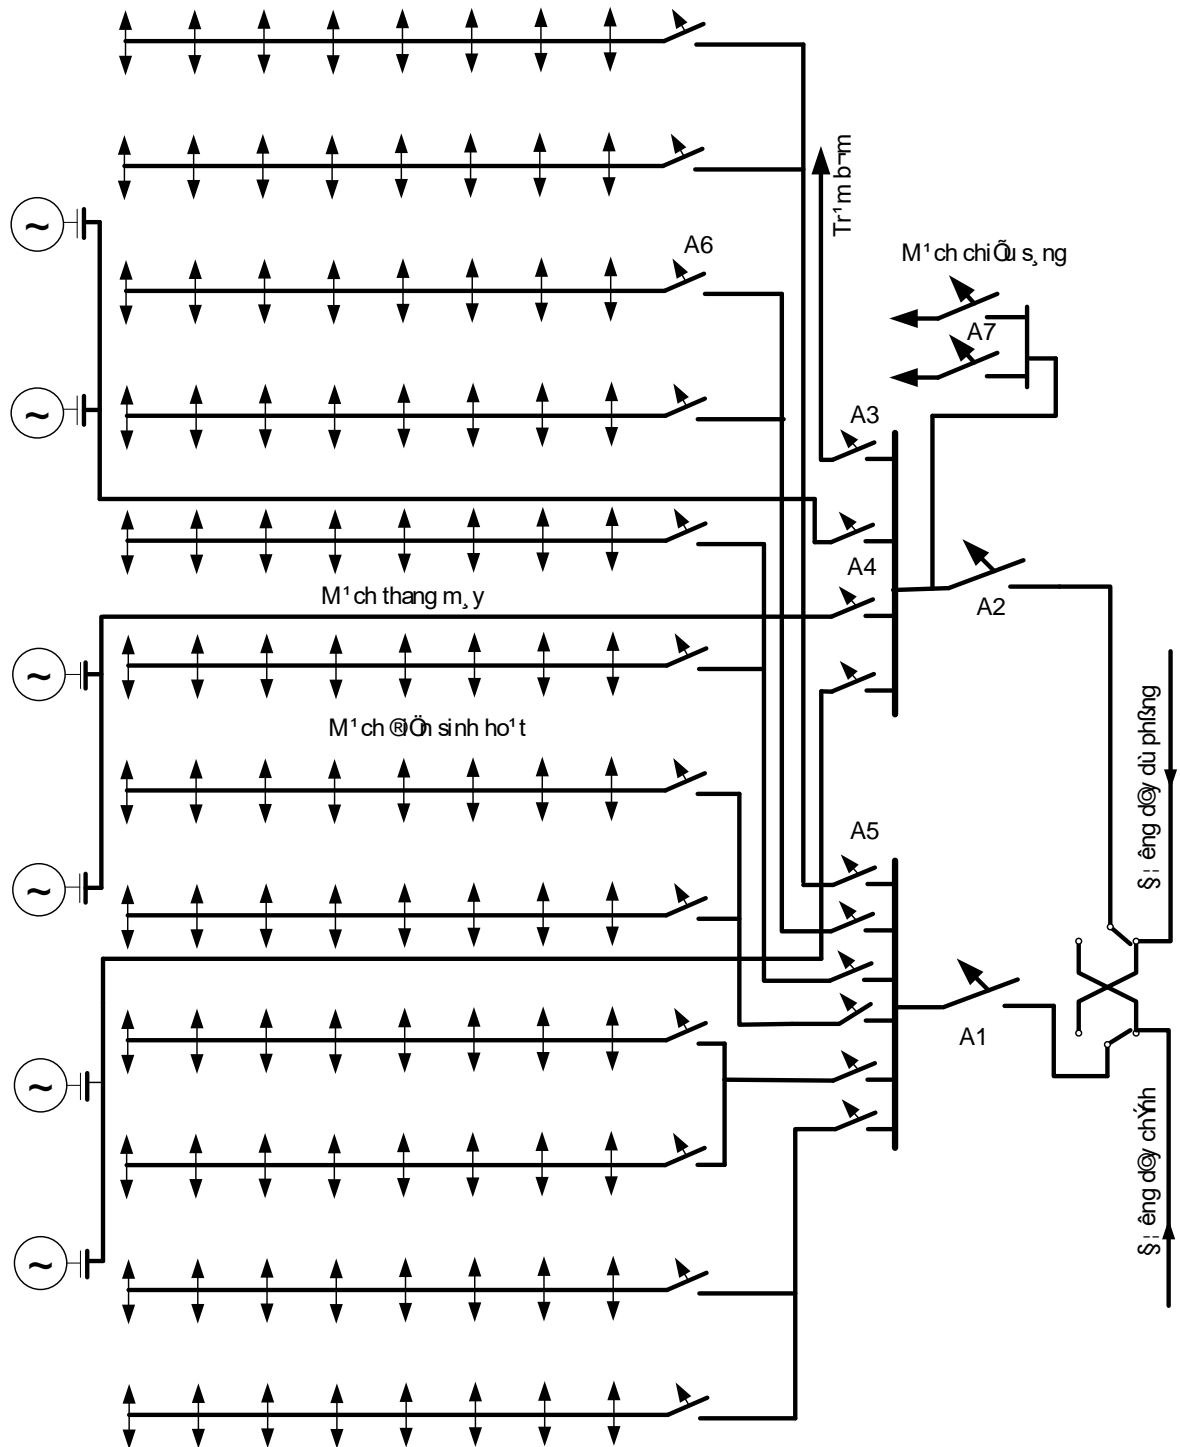 Tr¹m b¬m
A6
M¹ch chiÕu s¸ng
A7
A3
A4
M¹ch thang m¸y
A2
M¹ch ®iÖn sinh ho¹t
§­êng d©y dù phßng
A5
A1
§­êng d©y chÝnh